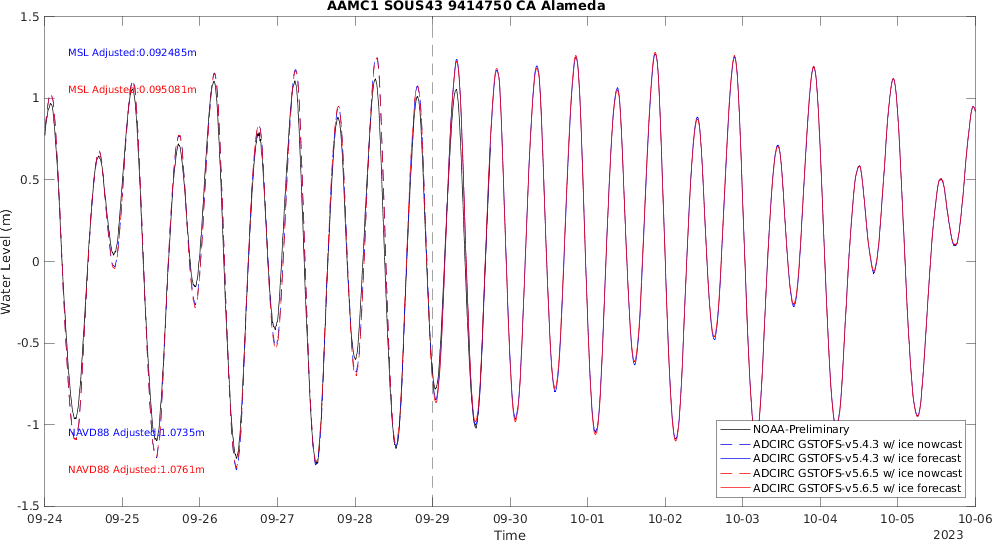 AAMC1 SOUS43 9414750 CA Alameda
1.5
1
0.5
0
-0.5
-1
-1.5
Water Level (m)
MSL Adjusted:0.092485m
MSL Adjusted:0.095081m
NAVD88 Adjusted:1.0735m
NAVD88 Adjusted:1.0761m
NOAA-Preliminary
ADCIRC GSTOFS-v5.4.3 w/ ice nowcast
ADCIRC GSTOFS-v5.4.3 w/ ice forecast
ADCIRC GSTOFS-v5.6.5 w/ ice nowcast
ADCIRC GSTOFS-v5.6.5 w/ ice forecast
09-24 09-25 09-26 09-27 09-28 09-29 09-30 10-01 10-02 10-03 10-04 10-05 10-06
Time
2023